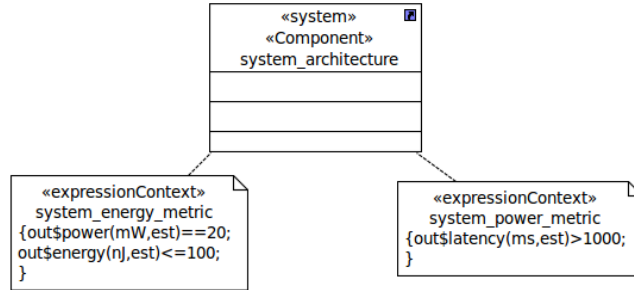 «system»
«Component»
system_architecture
«expressionContext»
system_energy_metric
{out$power(mW,est)==20;
out$energy(nJ,est)<=100;
}
«expressionContext»
system_power_metric
{out$latency(ms,est)>1000;
}